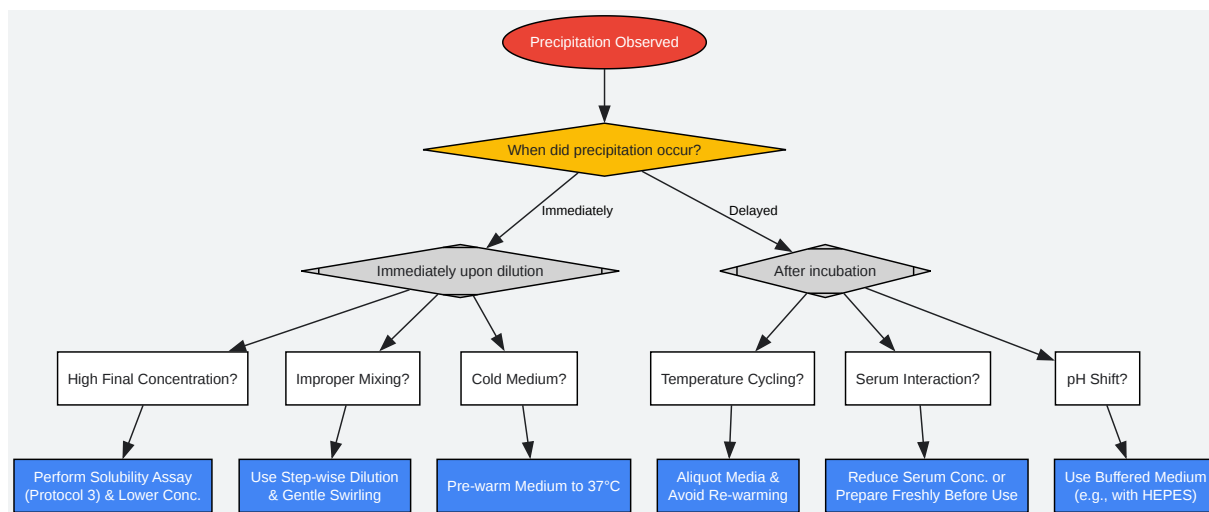 Precipitation Observed
When did precipitation occur?
Immediately
Delayed
Immediately upon dilution
After incubation
High Final Concentration?
Improper Mixing?
Cold Medium?
Temperature Cycling?
Serum Interaction?
pH Shift?
Perform Solubility Assay
(Protocol 3) & Lower Conc.
Use Step-wise Dilution
& Gentle Swirling
Pre-warm Medium to 37°C
Aliquot Media &
Avoid Re-warming
Reduce Serum Conc. or
Prepare Freshly Before Use
Use Buffered Medium
(e.g., with HEPES)